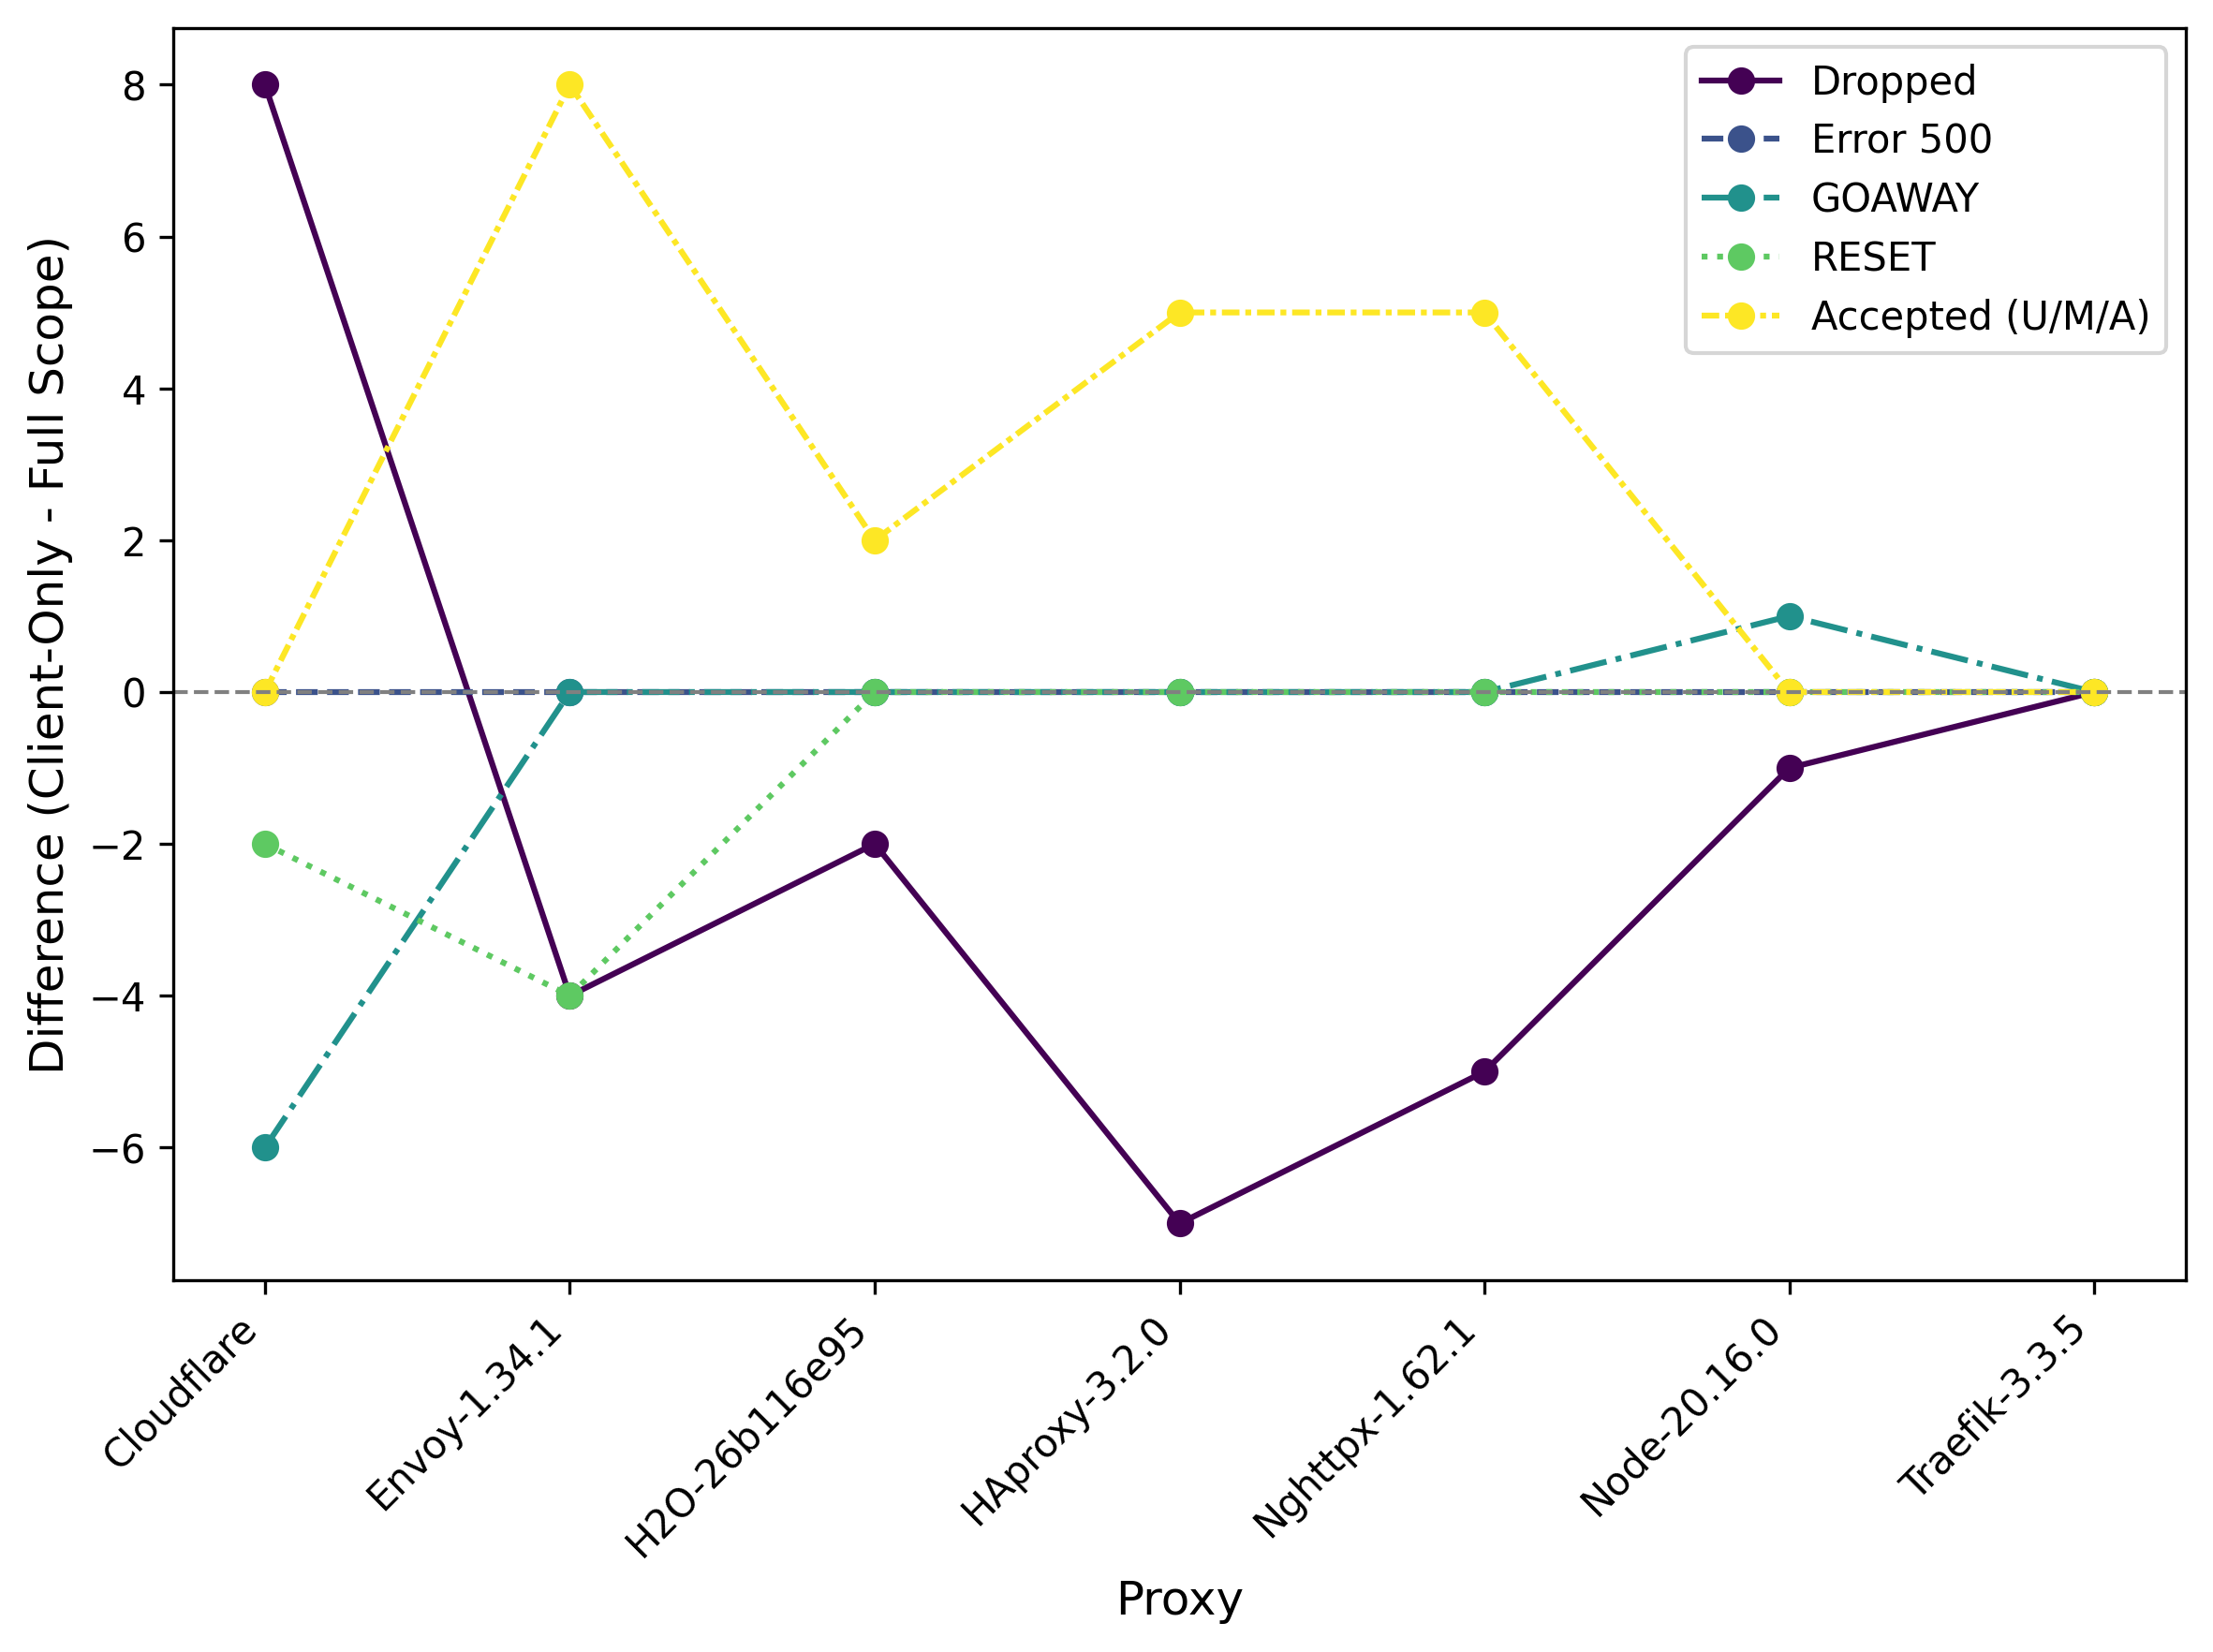 Difference (Client-Only - Full Scope)
8
6
4
2
0
−2
−4
−6
Dropped
Error 500
GOAWAY
RESET
Accepted (U/M/A)
Cloudflare
Envoy-1.34.1
H2O-26b116e95
HAproxy-3.2.0
Nghttpx-1.62.1
Node-20.16.0
Traefik-3.3.5
Proxy